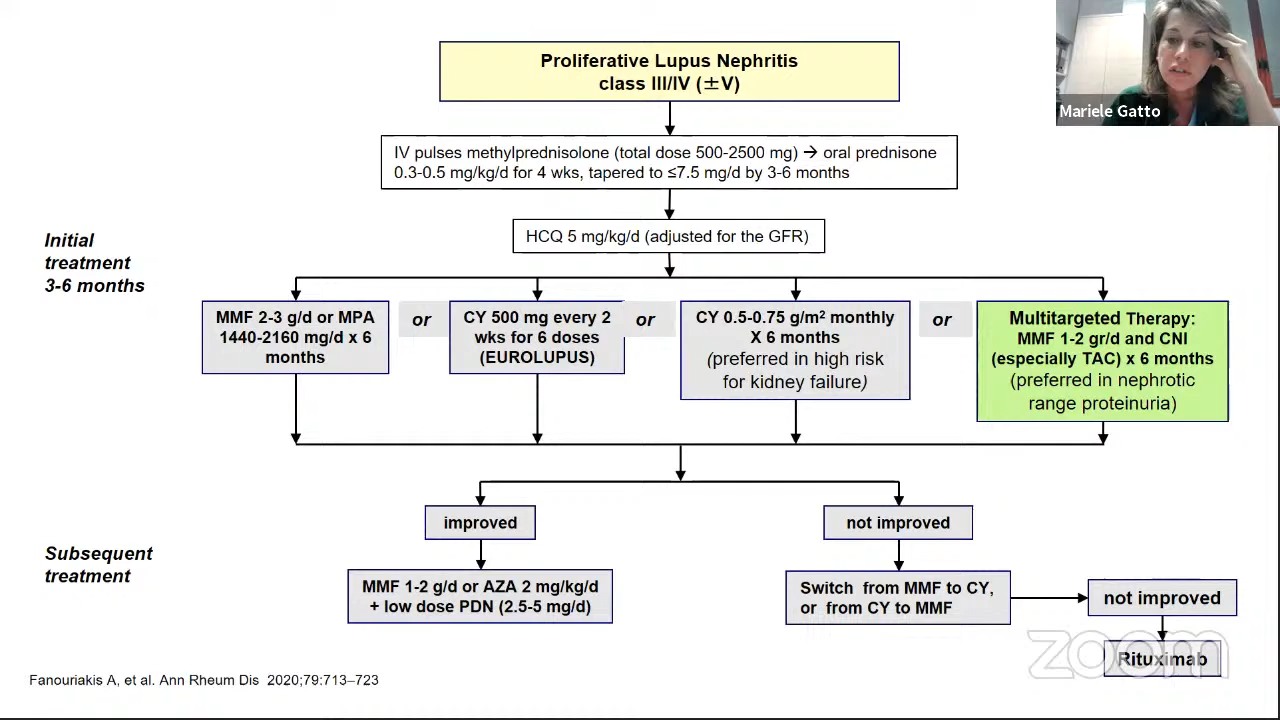 Proliferative Lupus Nephritis
class III/IV (±V)
Mariele Gatto
IV pulses methylprednisolone (total dose 500-2500 mg) → oral prednisone
0.3-0.5 mg/kg/d for 4 wks, tapered to ≤7.5 mg/d by 3-6 months
HCQ 5 mg/kg/d (adjusted for the GFR)
Initial
treatment
3-6 months
MMF 2-3 g/d or MPA
1440-2160 mg/d x 6
months
or
CY 500 mg every 2
wks for 6 doses
(EUROLUPUS)
or
CY 0.5-0.75 g/m² monthly
X 6 months
(preferred in high risk
for kidney failure)
or
Multitargeted Therapy:
MMF 1-2 gr/d and CNI
(especially TAC) x 6 months
(preferred in nephrotic
range proteinuria)
improved
not improved
Subsequent
treatment
MMF 1-2 g/d or AZA 2 mg/kg/d
+ low dose PDN (2.5-5 mg/d)
Switch from MMF to CY,
or from CY to MMF
not improved
zoom
Rituximab
Fanouriakis A, et al. Ann Rheum Dis 2020;79:713–723